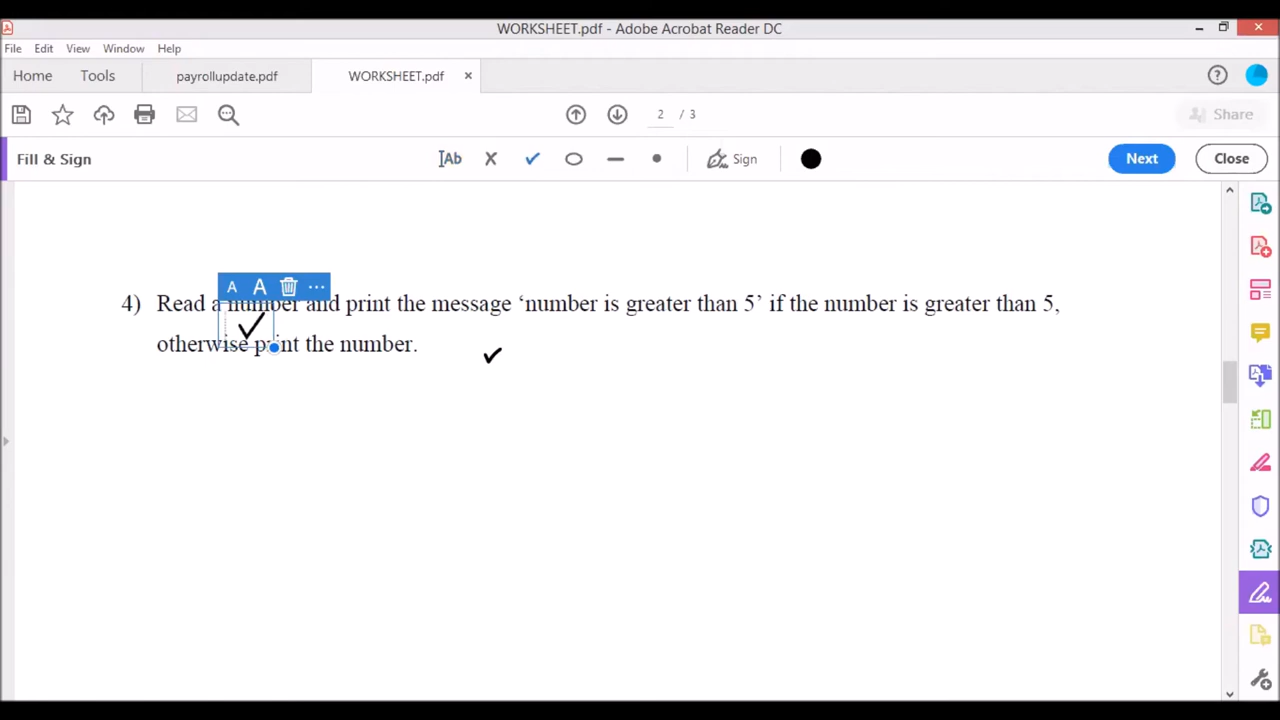 WORKSHEET.pdf - Adobe Acrobat Reader DC
File Edit View Window Help
Home Tools payrollupdate.pdf WORKSHEET.pdf
2 / 3
Share
Fill & Sign
Ab
Sign
Next
Close
A A
4) Read a number and print the message ‘number is greater than 5’ if the number is greater than 5,
otherwise print the number.